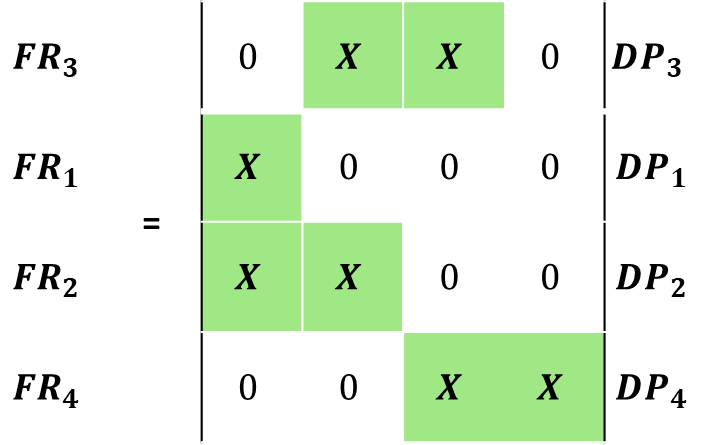 FR₃ 0 X X 0 DP₃
FR₁ X 0 0 0 DP₁
=
FR₂ X X 0 0 DP₂
FR₄ 0 0 X X DP₄